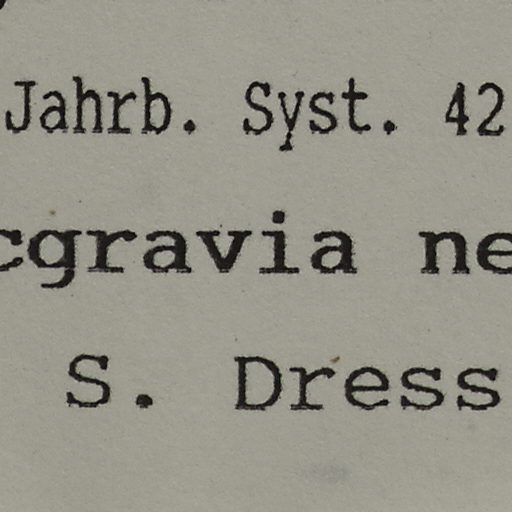 Jahrb. Syst. 42
cgravia ne
S. Dress